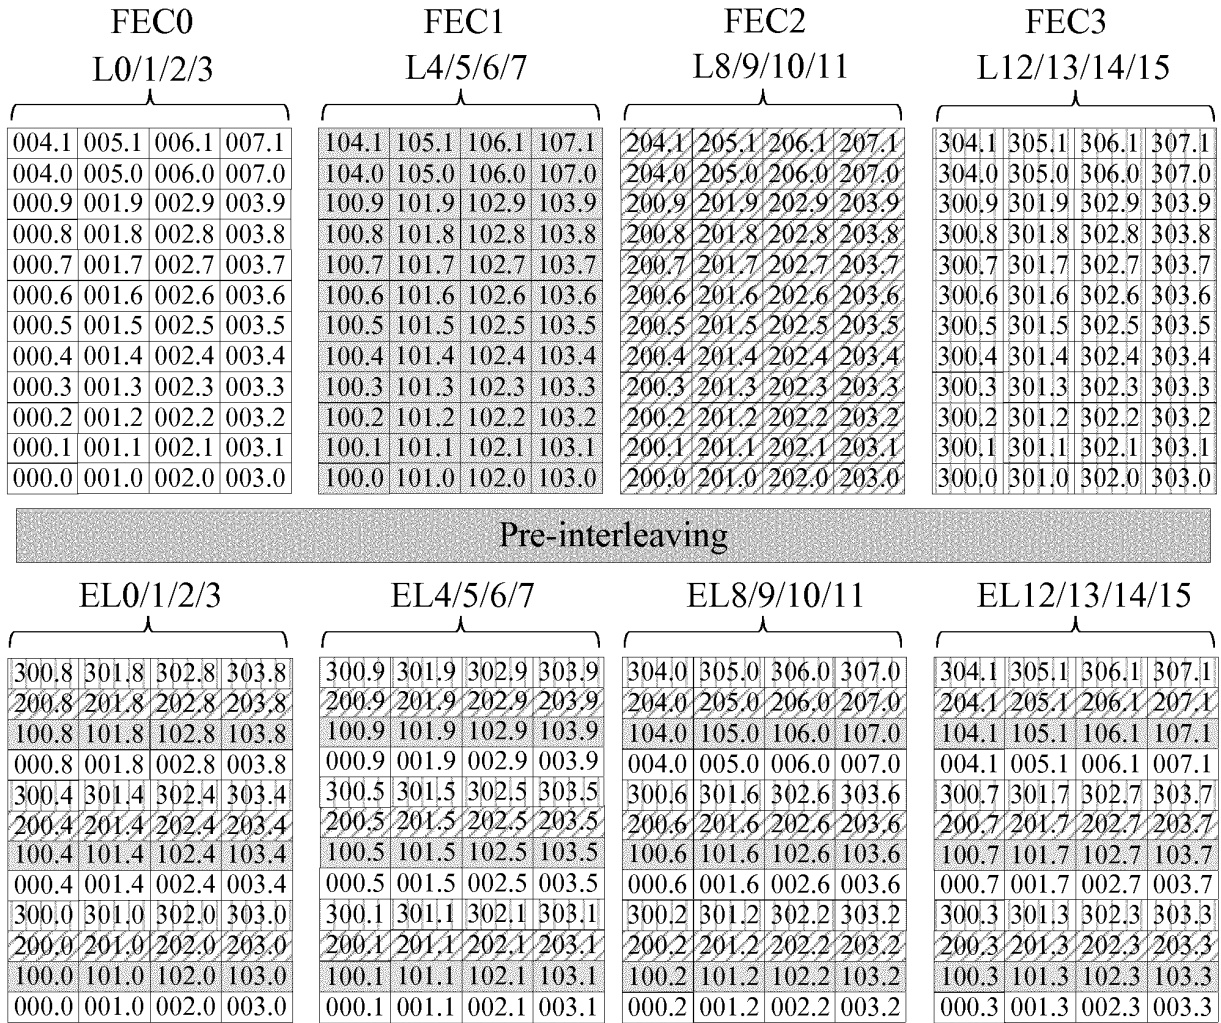 FEC0 FEC1 FEC2 FEC3
L0/1/2/3 L4/5/6/7 L8/9/10/11 L12/13/14/15
004.1 005.1 006.1 007.1 104.1 105.1 106.1 107.1 204.1 205.1 206.1 207.1 304.1 305.1 306.1 307.1
004.0 005.0 006.0 007.0 104.0 105.0 106.0 107.0 204.0 205.0 206.0 207.0 304.0 305.0 306.0 307.0
000.9 001.9 002.9 003.9 100.9 101.9 102.9 103.9 200.9 201.9 202.9 203.9 300.9 301.9 302.9 303.9
000.8 001.8 002.8 003.8 100.8 101.8 102.8 103.8 200.8 201.8 202.8 203.8 300.8 301.8 302.8 303.8
000.7 001.7 002.7 003.7 100.7 101.7 102.7 103.7 200.7 201.7 202.7 203.7 300.7 301.7 302.7 303.7
000.6 001.6 002.6 003.6 100.6 101.6 102.6 103.6 200.6 201.6 202.6 203.6 300.6 301.6 302.6 303.6
000.5 001.5 002.5 003.5 100.5 101.5 102.5 103.5 200.5 201.5 202.5 203.5 300.5 301.5 302.5 303.5
000.4 001.4 002.4 003.4 100.4 101.4 102.4 103.4 200.4 201.4 202.4 203.4 300.4 301.4 302.4 303.4
000.3 001.3 002.3 003.3 100.3 101.3 102.3 103.3 200.3 201.3 202.3 203.3 300.3 301.3 302.3 303.3
000.2 001.2 002.2 003.2 100.2 101.2 102.2 103.2 200.2 201.2 202.2 203.2 300.2 301.2 302.2 303.2
000.1 001.1 002.1 003.1 100.1 101.1 102.1 103.1 200.1 201.1 202.1 203.1 300.1 301.1 302.1 303.1
000.0 001.0 002.0 003.0 100.0 101.0 102.0 103.0 200.0 201.0 202.0 203.0 300.0 301.0 302.0 303.0
Pre-interleaving
EL0/1/2/3 EL4/5/6/7 EL8/9/10/11 EL12/13/14/15
300.8 301.8 302.8 303.8 300.9 301.9 302.9 303.9 304.0 305.0 306.0 307.0 304.1 305.1 306.1 307.1
200.8 201.8 202.8 203.8 200.9 201.9 202.9 203.9 204.0 205.0 206.0 207.0 204.1 205.1 206.1 207.1
100.8 101.8 102.8 103.8 100.9 101.9 102.9 103.9 104.0 105.0 106.0 107.0 104.1 105.1 106.1 107.1
000.8 001.8 002.8 003.8 000.9 001.9 002.9 003.9 004.0 005.0 006.0 007.0 004.1 005.1 006.1 007.1
300.4 301.4 302.4 303.4 300.5 301.5 302.5 303.5 300.6 301.6 302.6 303.6 300.7 301.7 302.7 303.7
200.4 201.4 202.4 203.4 200.5 201.5 202.5 203.5 200.6 201.6 202.6 203.6 200.7 201.7 202.7 203.7
100.4 101.4 102.4 103.4 100.5 101.5 102.5 103.5 100.6 101.6 102.6 103.6 100.7 101.7 102.7 103.7
000.4 001.4 002.4 003.4 000.5 001.5 002.5 003.5 000.6 001.6 002.6 003.6 000.7 001.7 002.7 003.7
300.0 301.0 302.0 303.0 300.1 301.1 302.1 303.1 300.2 301.2 302.2 303.2 300.3 301.3 302.3 303.3
200.0 201.0 202.0 203.0 200.1 201.1 202.1 203.1 200.2 201.2 202.2 203.2 200.3 201.3 202.3 203.3
100.0 101.0 102.0 103.0 100.1 101.1 102.1 103.1 100.2 101.2 102.2 103.2 100.3 101.3 102.3 103.3
000.0 001.0 002.0 003.0 000.1 001.1 002.1 003.1 000.2 001.2 002.2 003.2 000.3 001.3 002.3 003.3